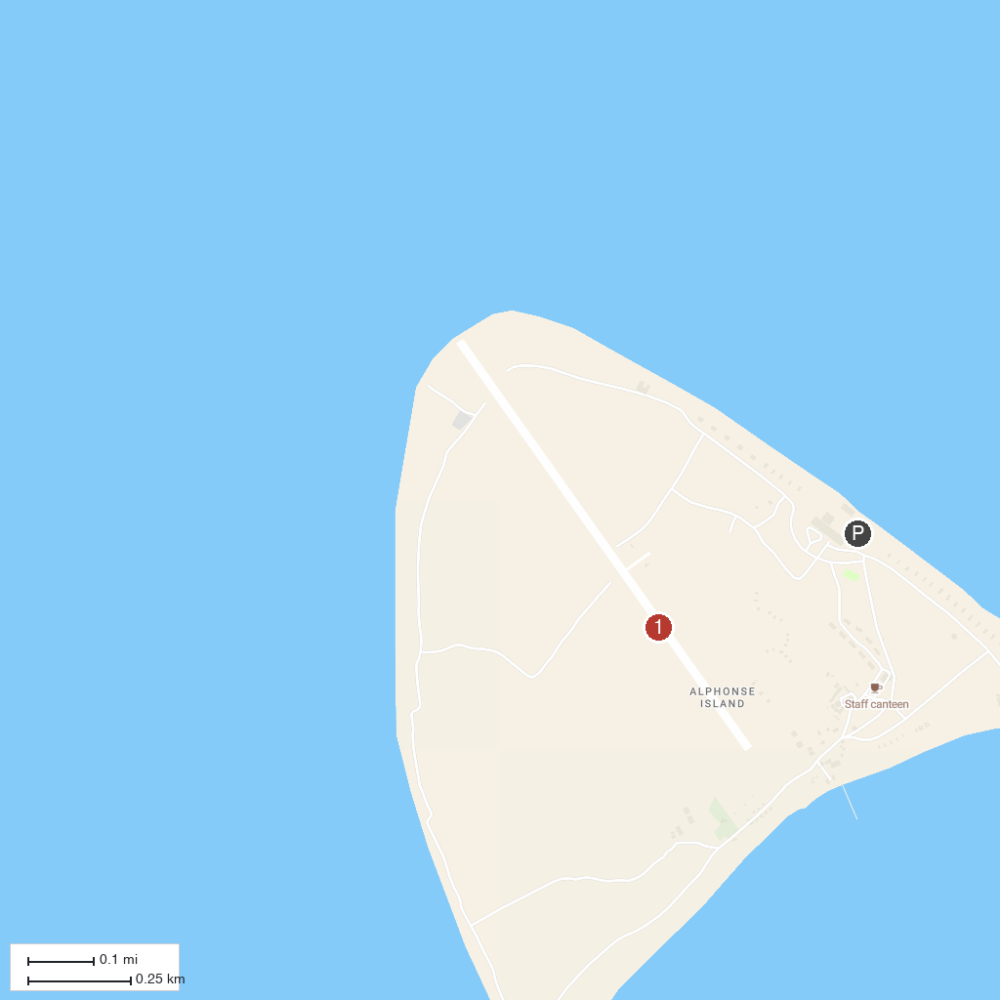 P
1
ALPHONSE
ISLAND
Staff canteen
0.1 mi
0.25 km